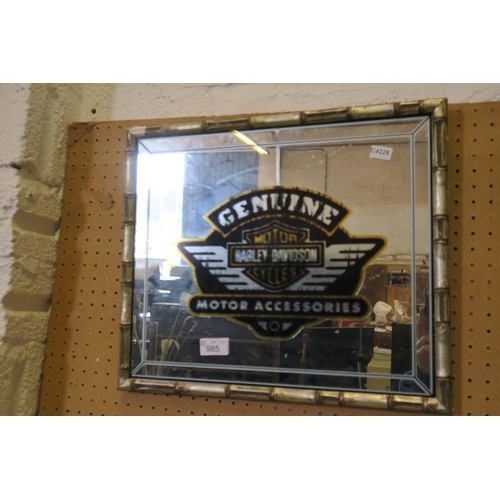 C4228
GENUINE
MOTOR
HARLEY-DAVIDSON
CYCLES
MOTOR ACCESSORIES
985